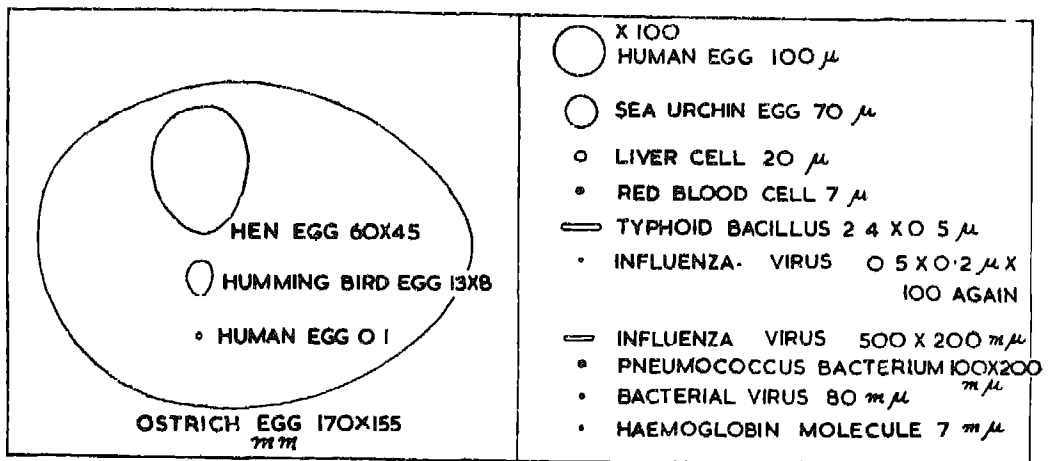 HEN EGG 60X45
HUMMING BIRD EGG 13X8
HUMAN EGG 0 1
OSTRICH EGG 170X155
mm
X 100
HUMAN EGG 100 μ
SEA URCHIN EGG 70 μ
LIVER CELL 20 μ
RED BLOOD CELL 7 μ
TYPHOID BACILLUS 2 4 X 0 5 μ
INFLUENZA- VIRUS 0 5 X 0·2 μ X
100 AGAIN
INFLUENZA VIRUS 500 X 200 mμ
PNEUMOCOCCUS BACTERIUM 100X200
mμ
BACTERIAL VIRUS 80 mμ
HAEMOGLOBIN MOLECULE 7 mμ